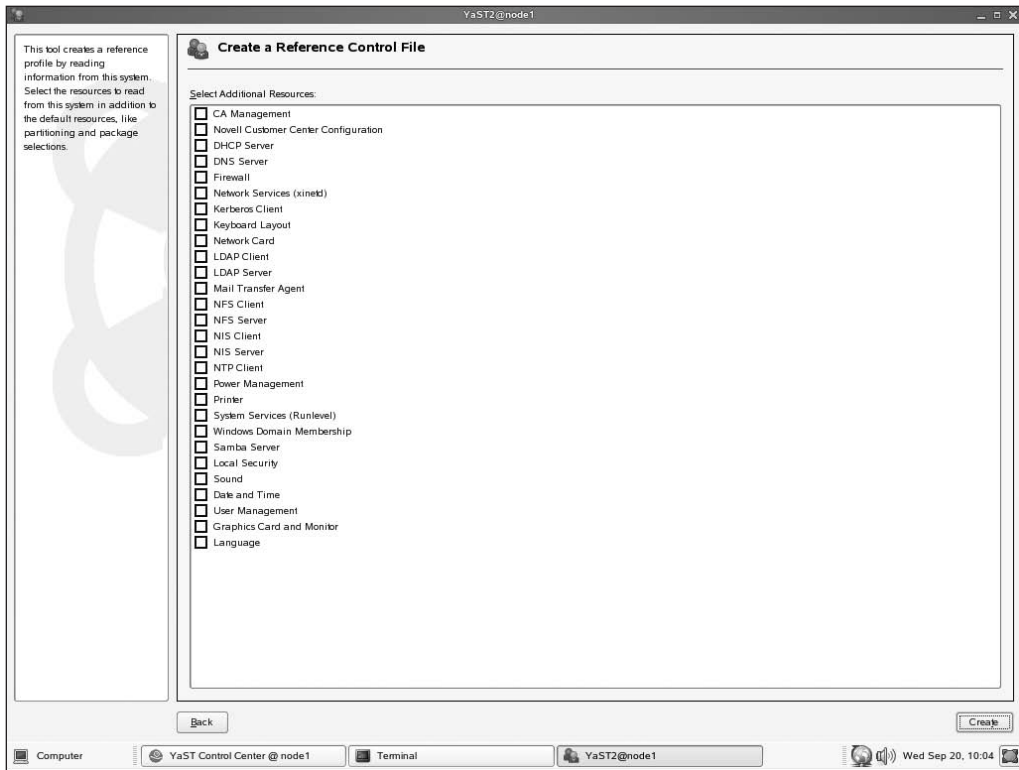 YaST2@node1
This tool creates a reference
profile by reading
information from this system.
Select the resources to read
from this system in addition to
the default resources, like
partitioning and package
selections.
Create a Reference Control File
Select Additional Resources:
CA Management
Novell Customer Center Configuration
DHCP Server
DNS Server
Firewall
Network Services (xinetd)
Kerberos Client
Keyboard Layout
Network Card
LDAP Client
LDAP Server
Mail Transfer Agent
NFS Client
NFS Server
NIS Client
NIS Server
NTP Client
Power Management
Printer
System Services (Runlevel)
Windows Domain Membership
Samba Server
Local Security
Sound
Date and Time
User Management
Graphics Card and Monitor
Language
Back
Create
Computer
YaST Control Center @ node1
Terminal
YaST2@node1
Wed Sep 20, 10:04